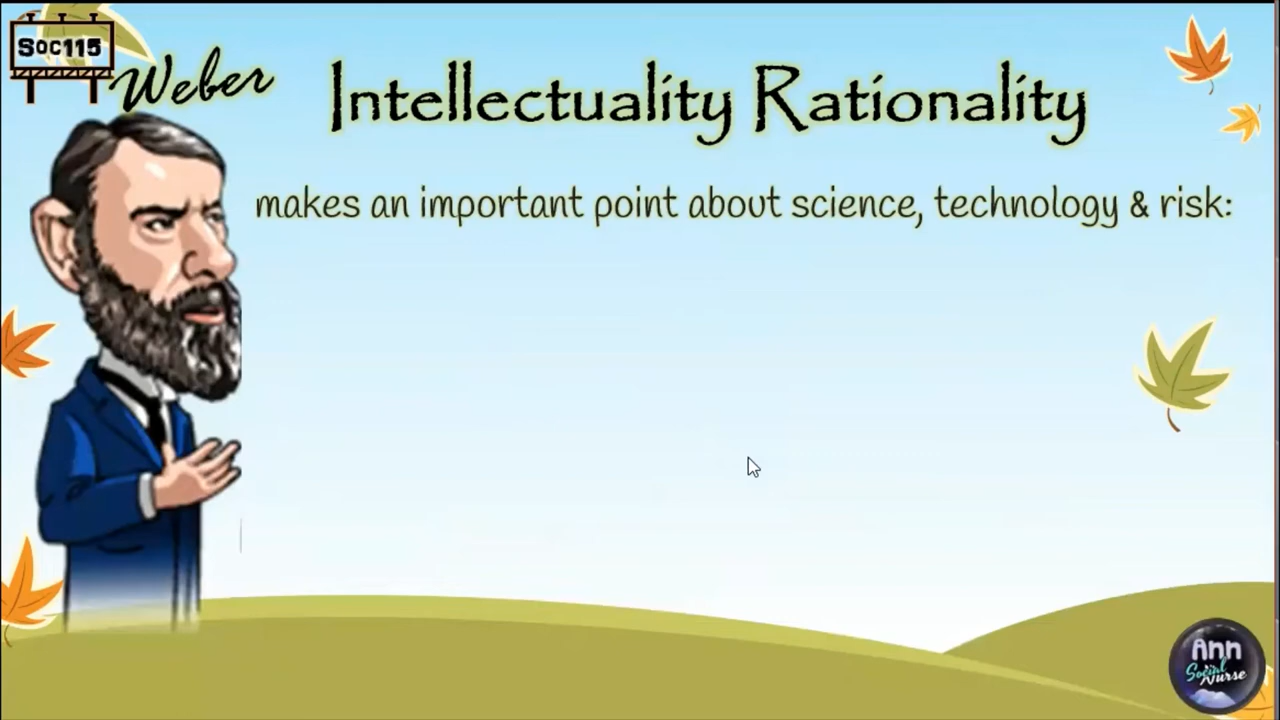 Soc115
Weber
Intellectuality Rationality
makes an important point about science, technology & risk:
Ann
Social
Nurse